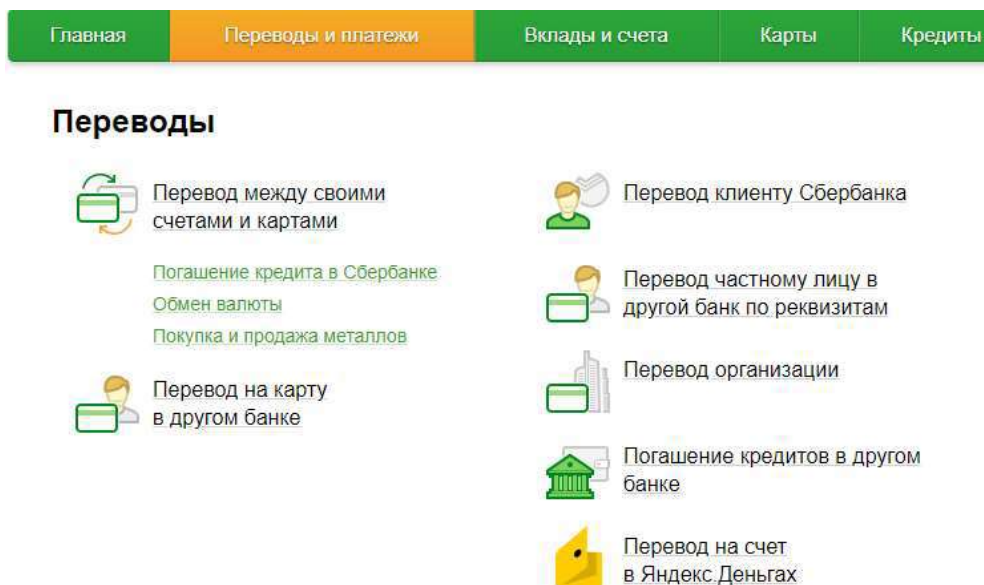 Главная
Переводы и платежи
Вклады и счета
Карты
Кредиты
Переводы
Перевод между своими
счетами и картами
Погашение кредита в Сбербанке
Обмен валюты
Покупка и продажа металлов
Перевод на карту
в другом банке
Перевод клиенту Сбербанка
Перевод частному лицу в
другой банк по реквизитам
Перевод организации
Погашение кредитов в другом
банке
Перевод на счет
в Яндекс.Деньгах